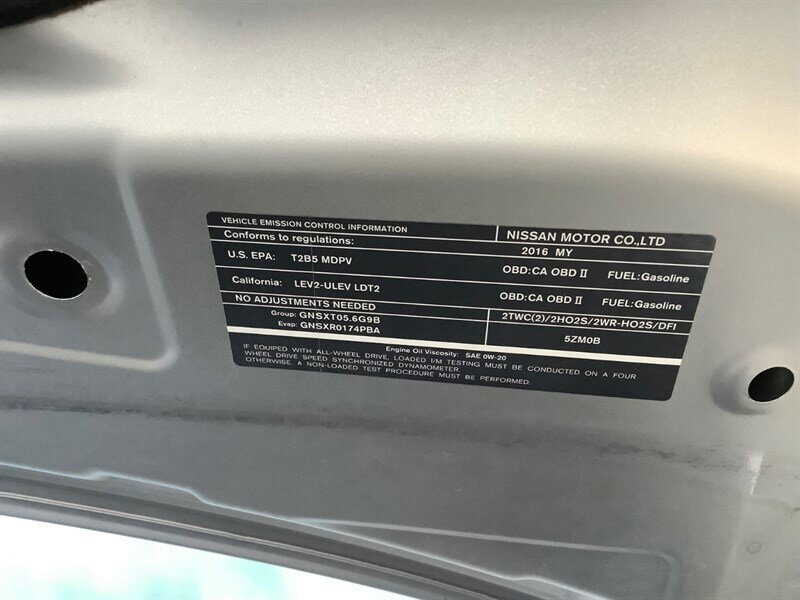 VEHICLE EMISSION CONTROL INFORMATION NISSAN MOTOR CO.,LTD
Conforms to regulations: 2016 MY
U.S. EPA: T2B5 MDPV OBD:CA OBD II FUEL:Gasoline
California: LEV2-ULEV LDT2 OBD:CA OBD II FUEL:Gasoline
NO ADJUSTMENTS NEEDED
Group: GNSXT05.6G9B 2TWC(2)/2HO2S/2WR-HO2S/DFI
Evap: GNSXR0174PBA 5ZM0B
Engine Oil Viscosity: SAE 0W-20
IF EQUIPPED WITH ALL-WHEEL DRIVE, LOADED I/M TESTING MUST BE CONDUCTED ON A FOUR
WHEEL DRIVE SPEED SYNCHRONIZED DYNAMOMETER.
OTHERWISE, A NON-LOADED TEST PROCEDURE MUST BE PERFORMED.